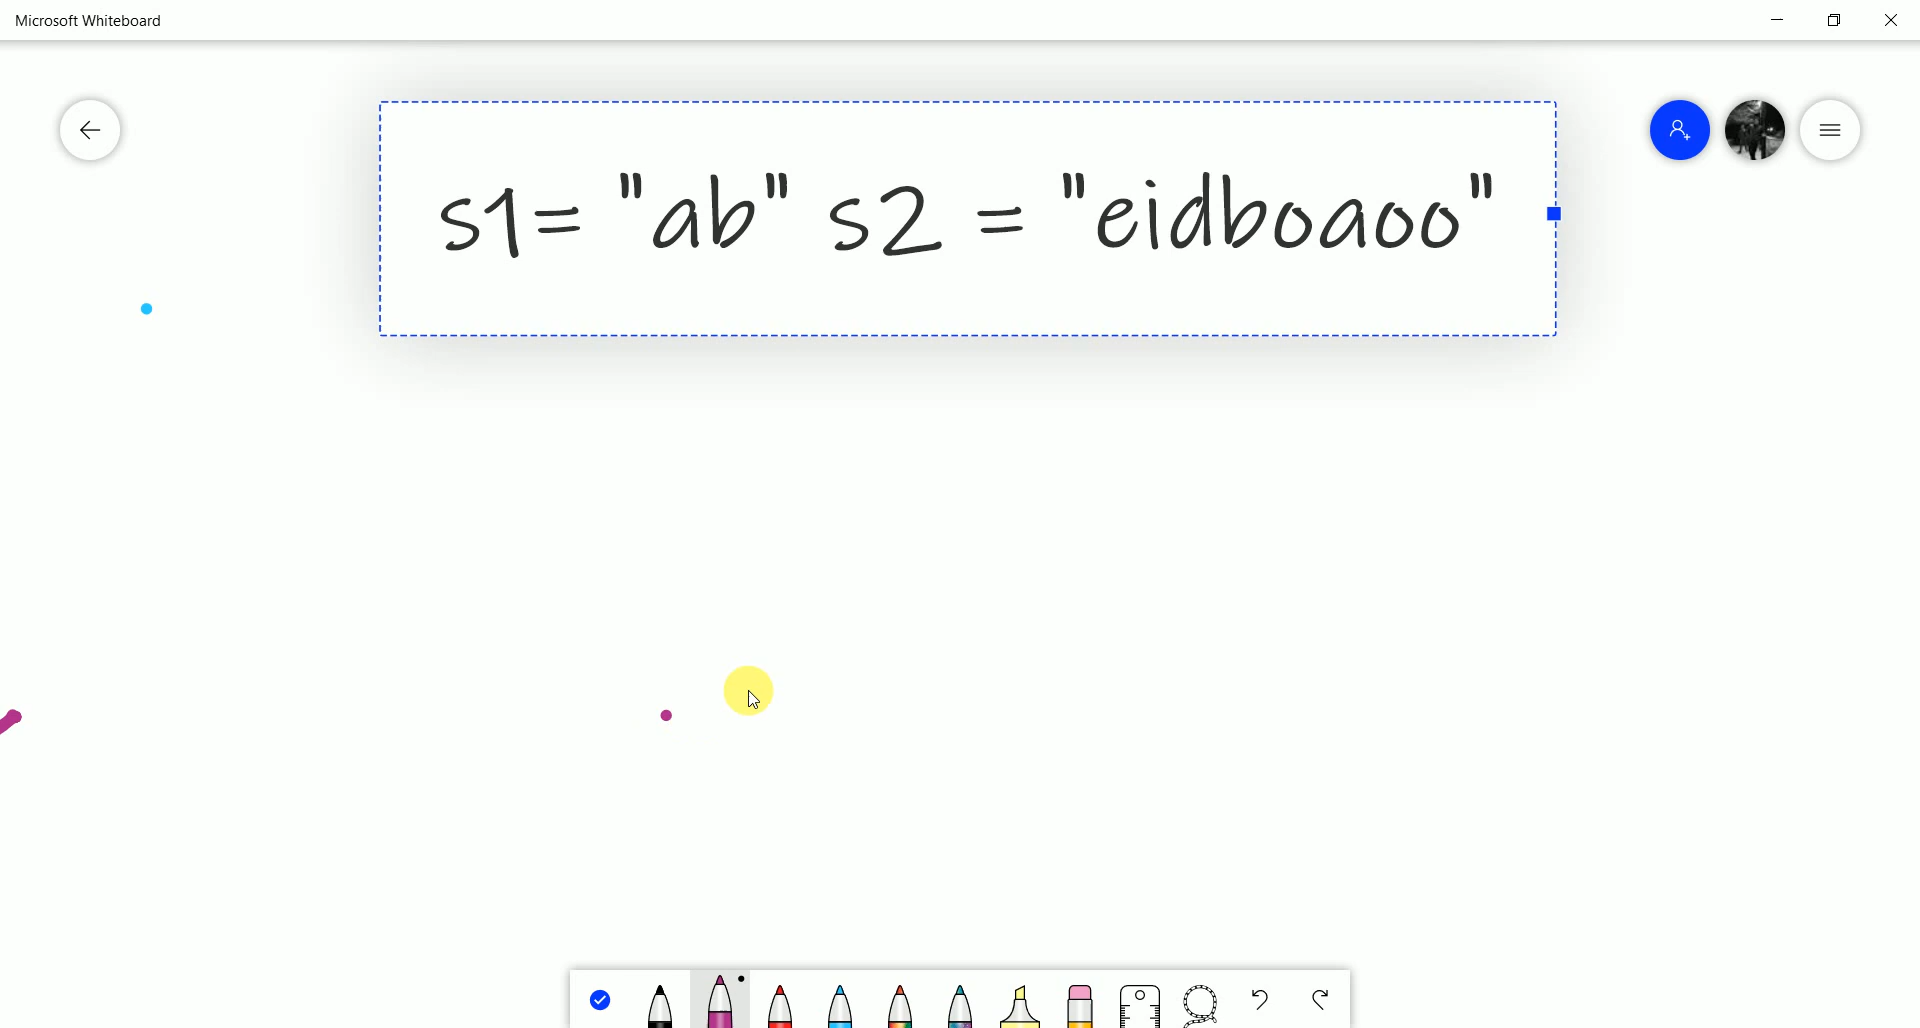 Microsoft Whiteboard
s1= "ab" s2 = "eidboaoo"